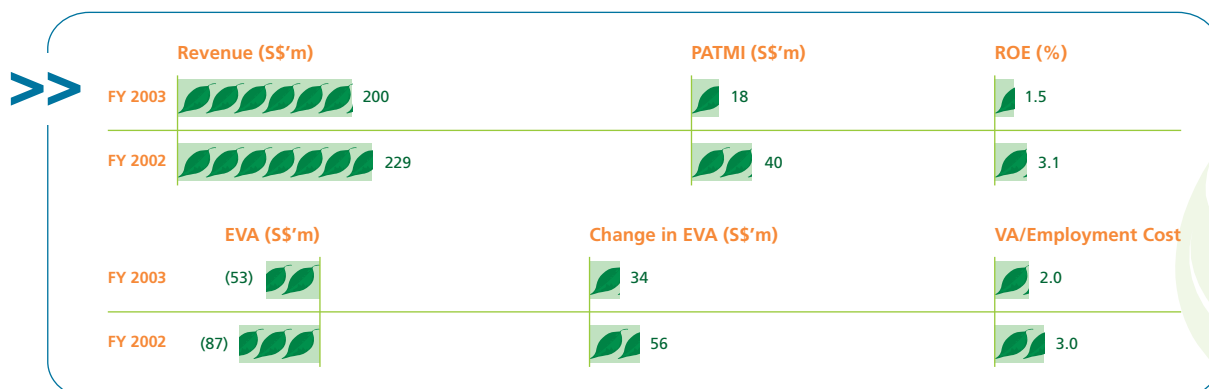 >>
Revenue (S$'m) PATMI (S$'m) ROE (%)
FY 2003 200 18 1.5
FY 2002 229 40 3.1
EVA (S$'m) Change in EVA (S$'m) VA/Employment Cost
FY 2003 (53) 34 2.0
FY 2002 (87) 56 3.0